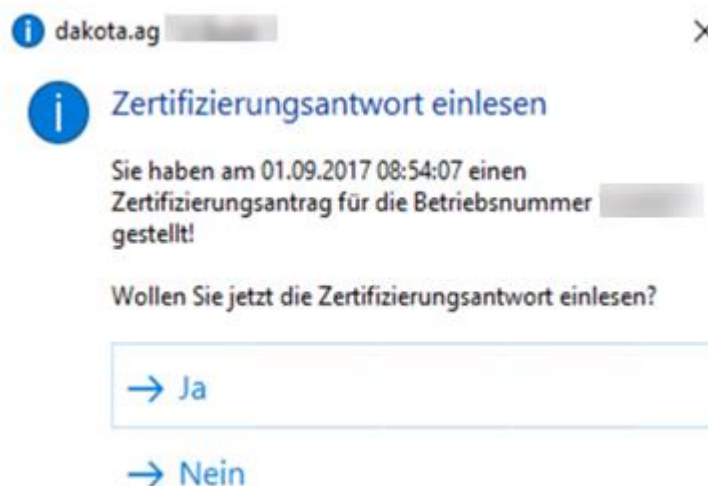 dakota.ag
Zertifizierungsantwort einlesen
Sie haben am 01.09.2017 08:54:07 einen
Zertifizierungsantrag für die Betriebsnummer
gestellt!
Wollen Sie jetzt die Zertifizierungsantwort einlesen?
→ Ja
→ Nein